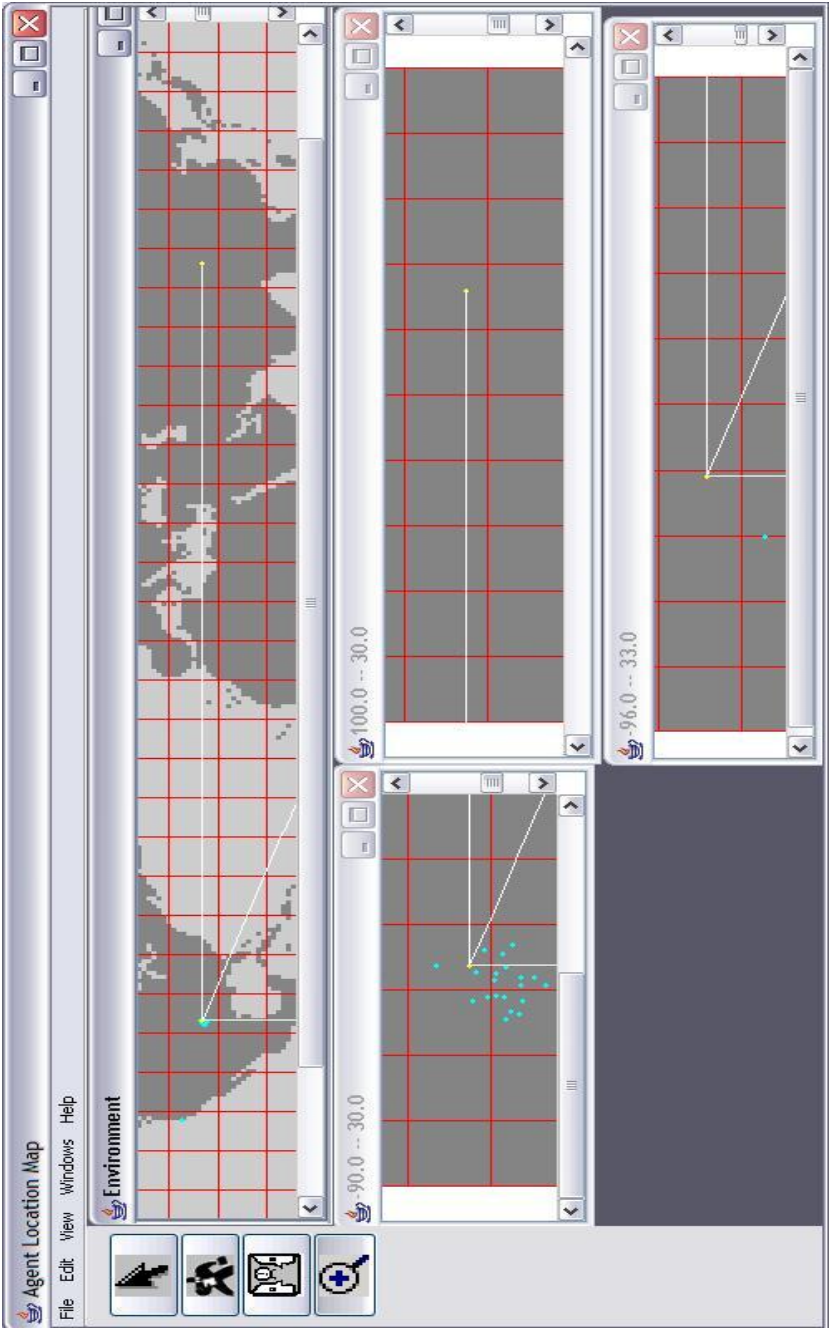 Agent Location Map
File Edit View Windows Help
Environment
-90.0 -- 30.0
100.0 -- 30.0
-96.0 -- 33.0